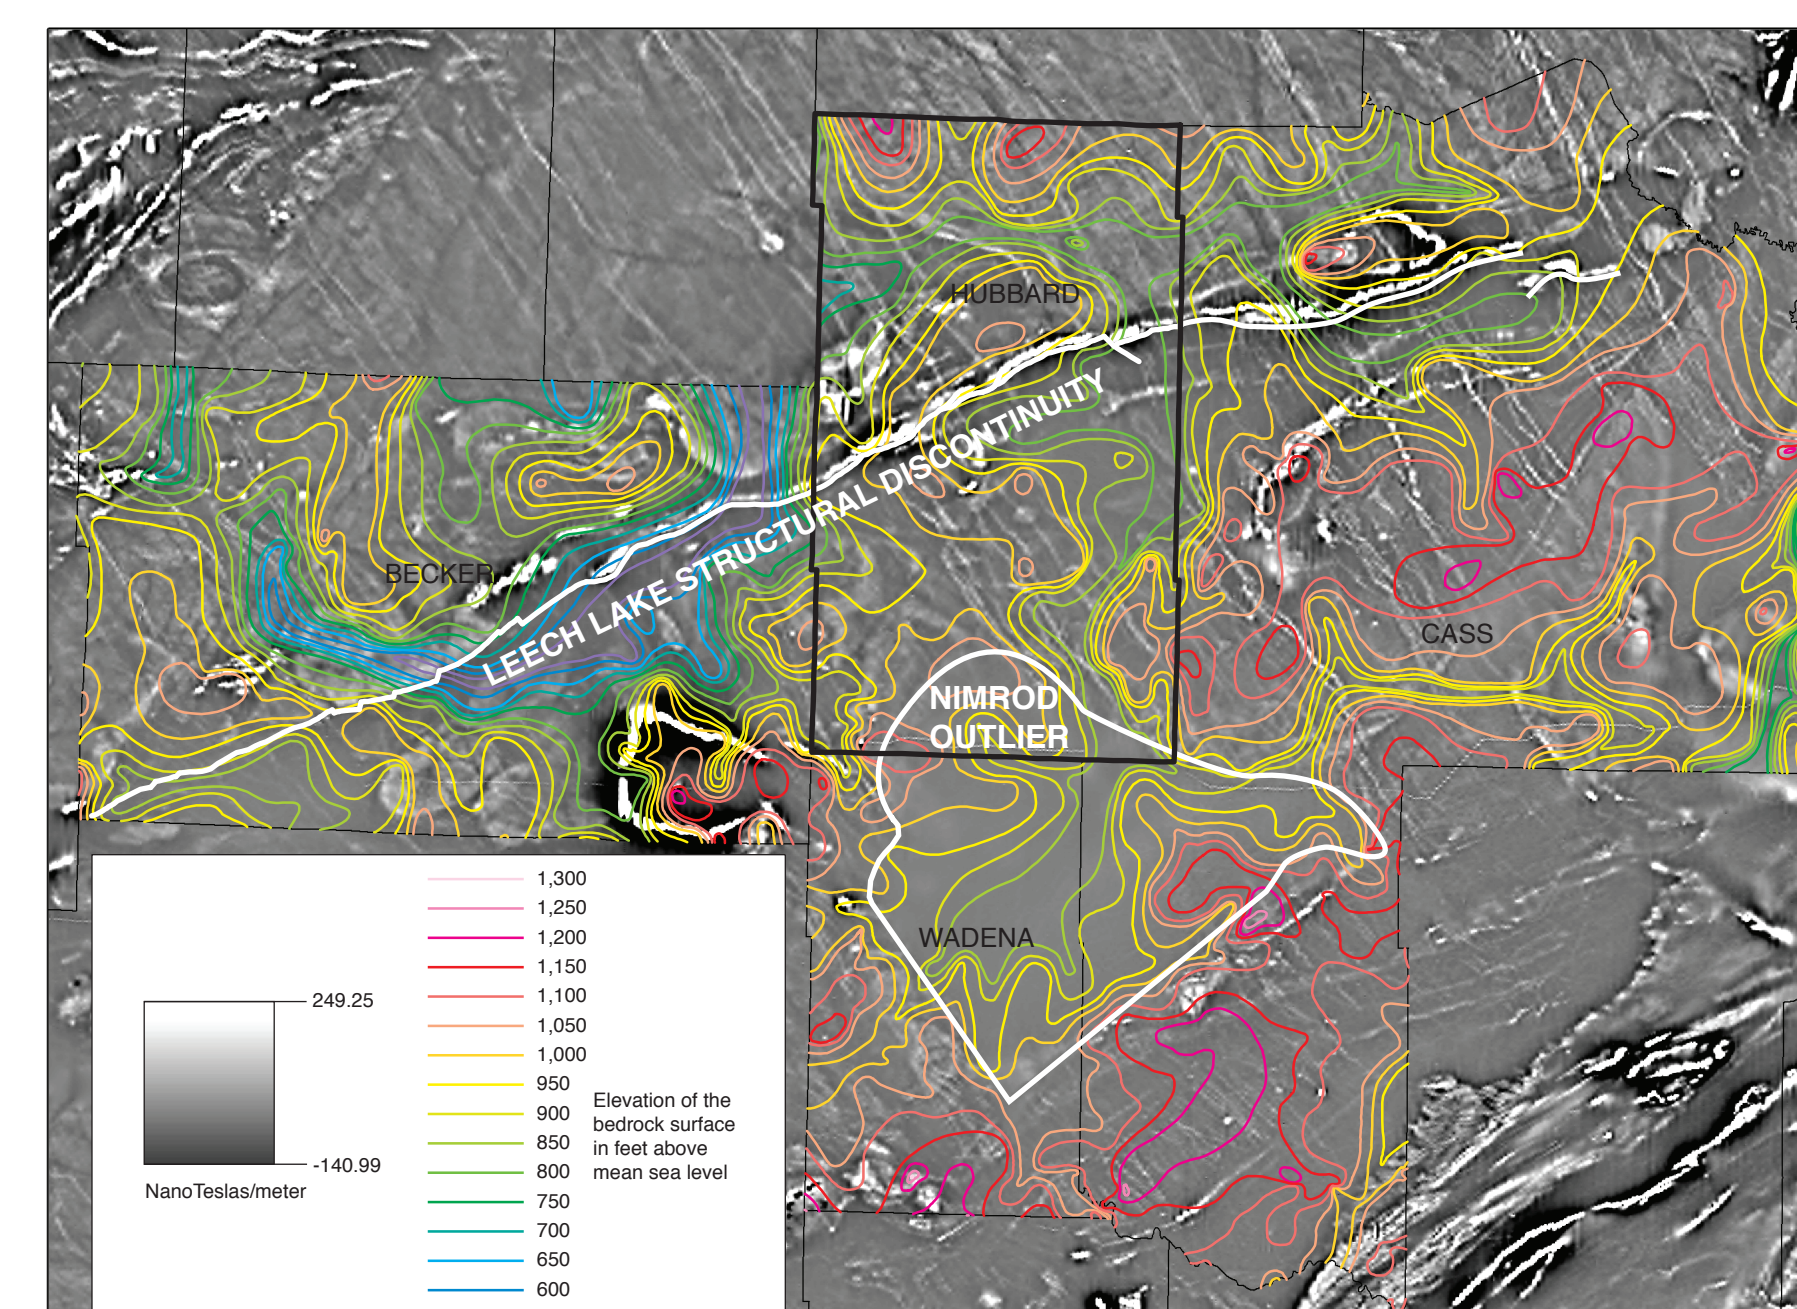 HUBBARD
LEECH LAKE STRUCTURAL DISCONTINUITY
BECKER
CASS
NIMROD
OUTLIER
WADENA
1,300
1,250
1,200
1,150
1,100
1,050
1,000
950
900
850
800
750
700
650
600
Elevation of the
bedrock surface
in feet above
mean sea level
249.25
-140.99
NanoTeslas/meter